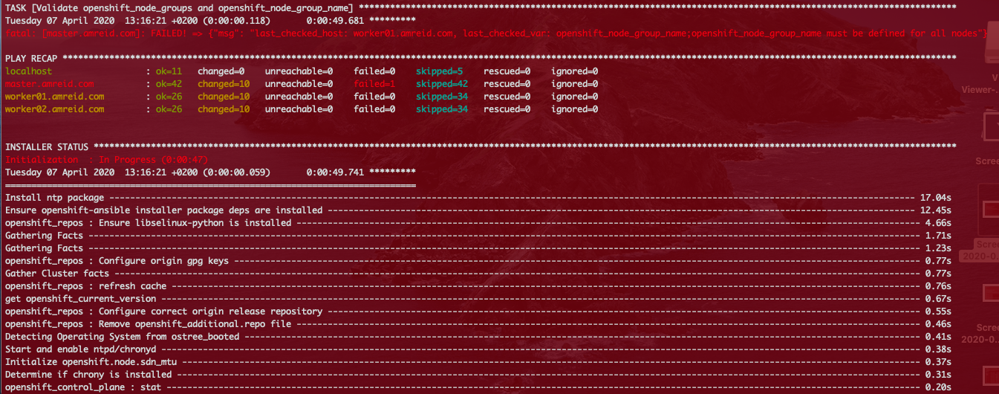 TASK [Validate openshift_node_groups and openshift_node_group_name] *******************************************************************************************************************
Tuesday 07 April 2020  13:16:21 +0200 (0:00:00.118)       0:00:49.681 *********
fatal: [master.amreid.com]: FAILED! => {"msg": "last_checked_host: worker01.amreid.com, last_checked_var: openshift_node_group_name;openshift_node_group_name must be defined for all nodes"}
PLAY RECAP ****************************************************************************************************************************************************************************
localhost                  : ok=11   changed=0    unreachable=0    failed=0    skipped=5    rescued=0    ignored=0
master.amreid.com          : ok=42   changed=10   unreachable=0    failed=1    skipped=42   rescued=0    ignored=0
worker01.amreid.com        : ok=26   changed=10   unreachable=0    failed=0    skipped=34   rescued=0    ignored=0
worker02.amreid.com        : ok=26   changed=10   unreachable=0    failed=0    skipped=34   rescued=0    ignored=0
INSTALLER STATUS **********************************************************************************************************************************************************************
Initialization  : In Progress (0:00:47)
Tuesday 07 April 2020  13:16:21 +0200 (0:00:00.059)       0:00:49.741 *********
===============================================================================
Install ntp package ---------------------------------------------------------------------------------------------------------------------------------------------------------- 17.04s
Ensure openshift-ansible installer package deps are installed ---------------------------------------------------------------------------------------------------------------- 12.45s
openshift_repos : Ensure libselinux-python is installed ----------------------------------------------------------------------------------------------------------------------- 4.66s
Gathering Facts --------------------------------------------------------------------------------------------------------------------------------------------------------------- 1.71s
Gathering Facts --------------------------------------------------------------------------------------------------------------------------------------------------------------- 1.23s
openshift_repos : Configure origin gpg keys ----------------------------------------------------------------------------------------------------------------------------------- 0.77s
Gather Cluster facts ---------------------------------------------------------------------------------------------------------------------------------------------------------- 0.77s
openshift_repos : refresh cache ----------------------------------------------------------------------------------------------------------------------------------------------- 0.76s
get openshift_current_version ------------------------------------------------------------------------------------------------------------------------------------------------- 0.67s
openshift_repos : Configure correct origin release repository ----------------------------------------------------------------------------------------------------------------- 0.55s
openshift_repos : Remove openshift_additional.repo file ----------------------------------------------------------------------------------------------------------------------- 0.46s
Detecting Operating System from ostree_booted --------------------------------------------------------------------------------------------------------------------------------- 0.41s
Start and enable ntpd/chronyd ------------------------------------------------------------------------------------------------------------------------------------------------- 0.38s
Initialize openshift.node.sdn_mtu --------------------------------------------------------------------------------------------------------------------------------------------- 0.37s
Determine if chrony is installed ---------------------------------------------------------------------------------------------------------------------------------------------- 0.31s
openshift_control_plane : stat ------------------------------------------------------------------------------------------------------------------------------------------------ 0.20s
V
Viewer-...
Scree
Scree
2020-0...
Scree
2020-0...